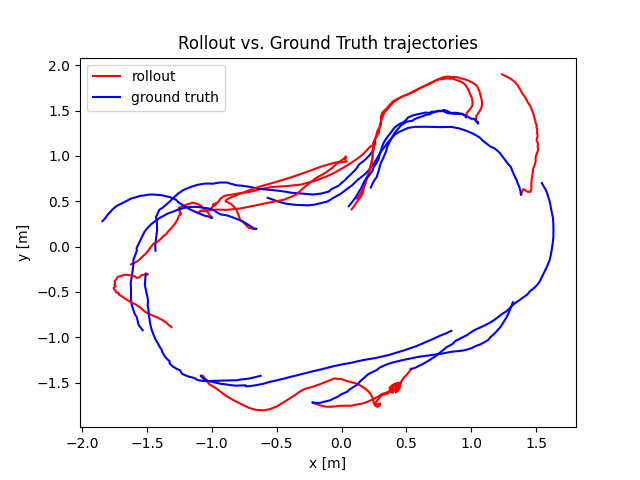 Rollout vs. Ground Truth trajectories
rollout
ground truth
y [m]
2.0
1.5
1.0
0.5
0.0
−0.5
−1.0
−1.5
−2.0 −1.5 −1.0 −0.5 0.0 0.5 1.0 1.5
x [m]